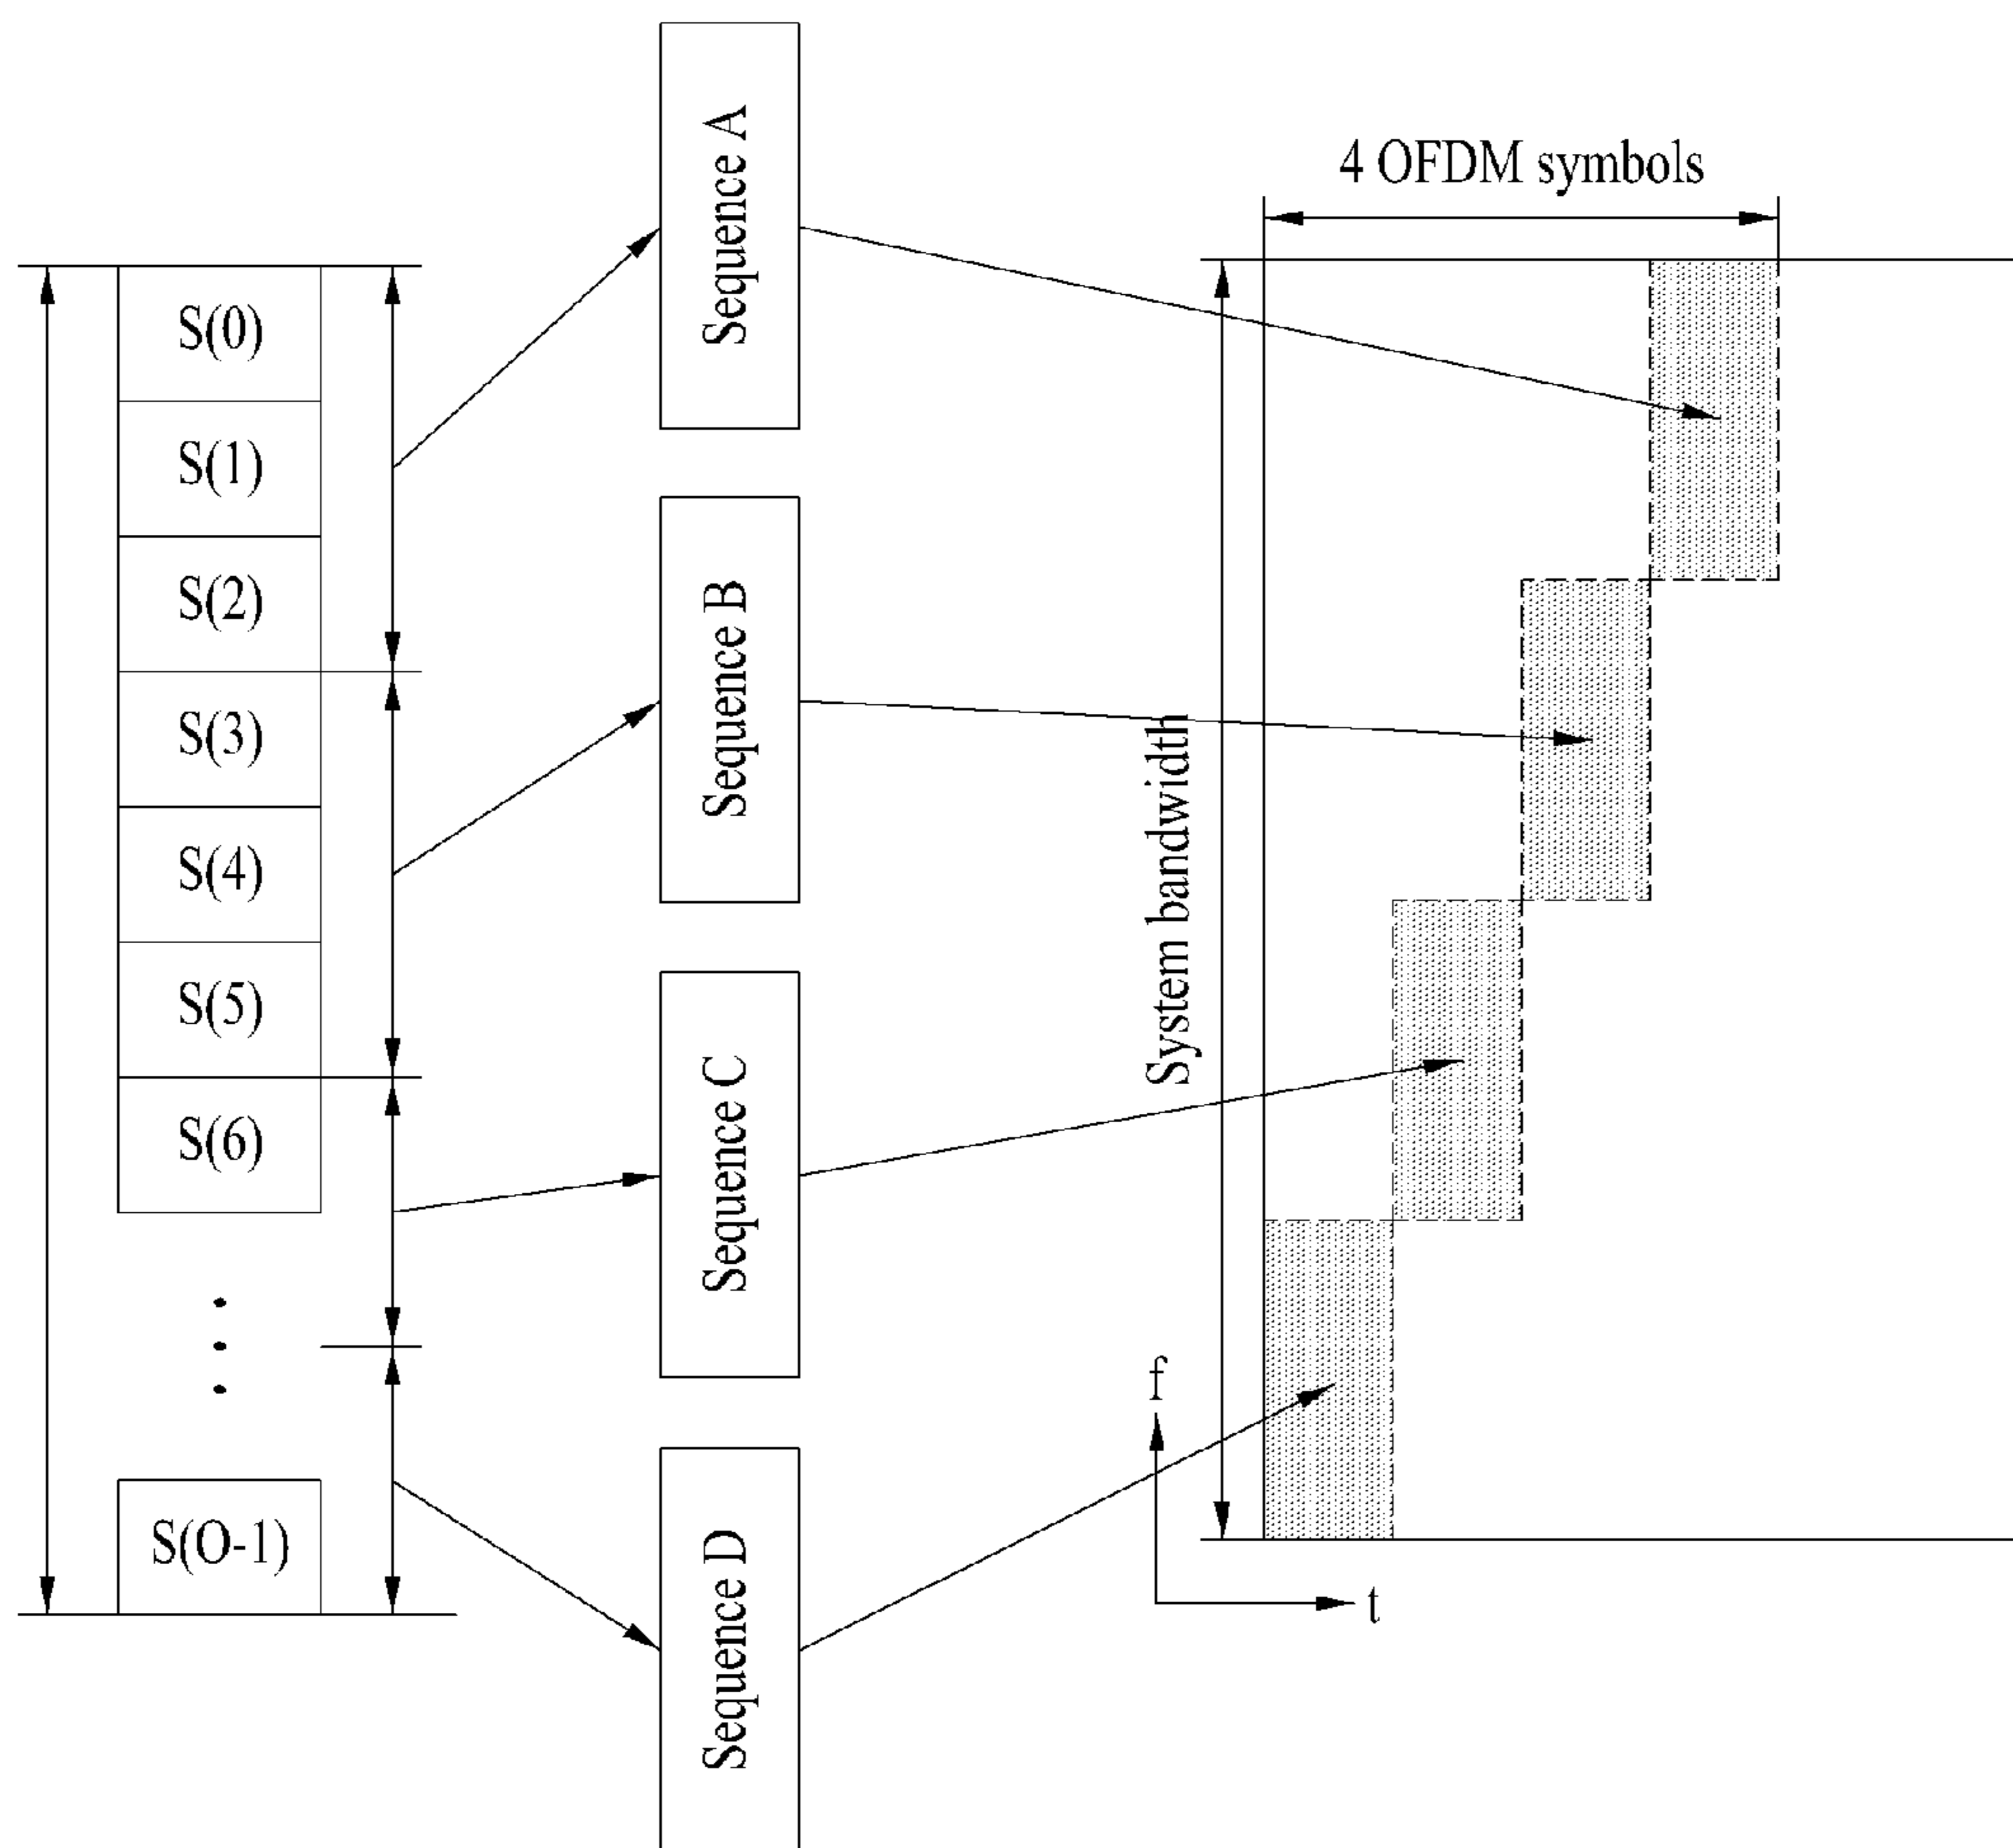 S(0)
S(1)
S(2)
S(3)
S(4)
S(5)
S(6)
S(O-1)
Sequence A
Sequence B
Sequence C
Sequence D
4 OFDM symbols
System bandwidth
f
t